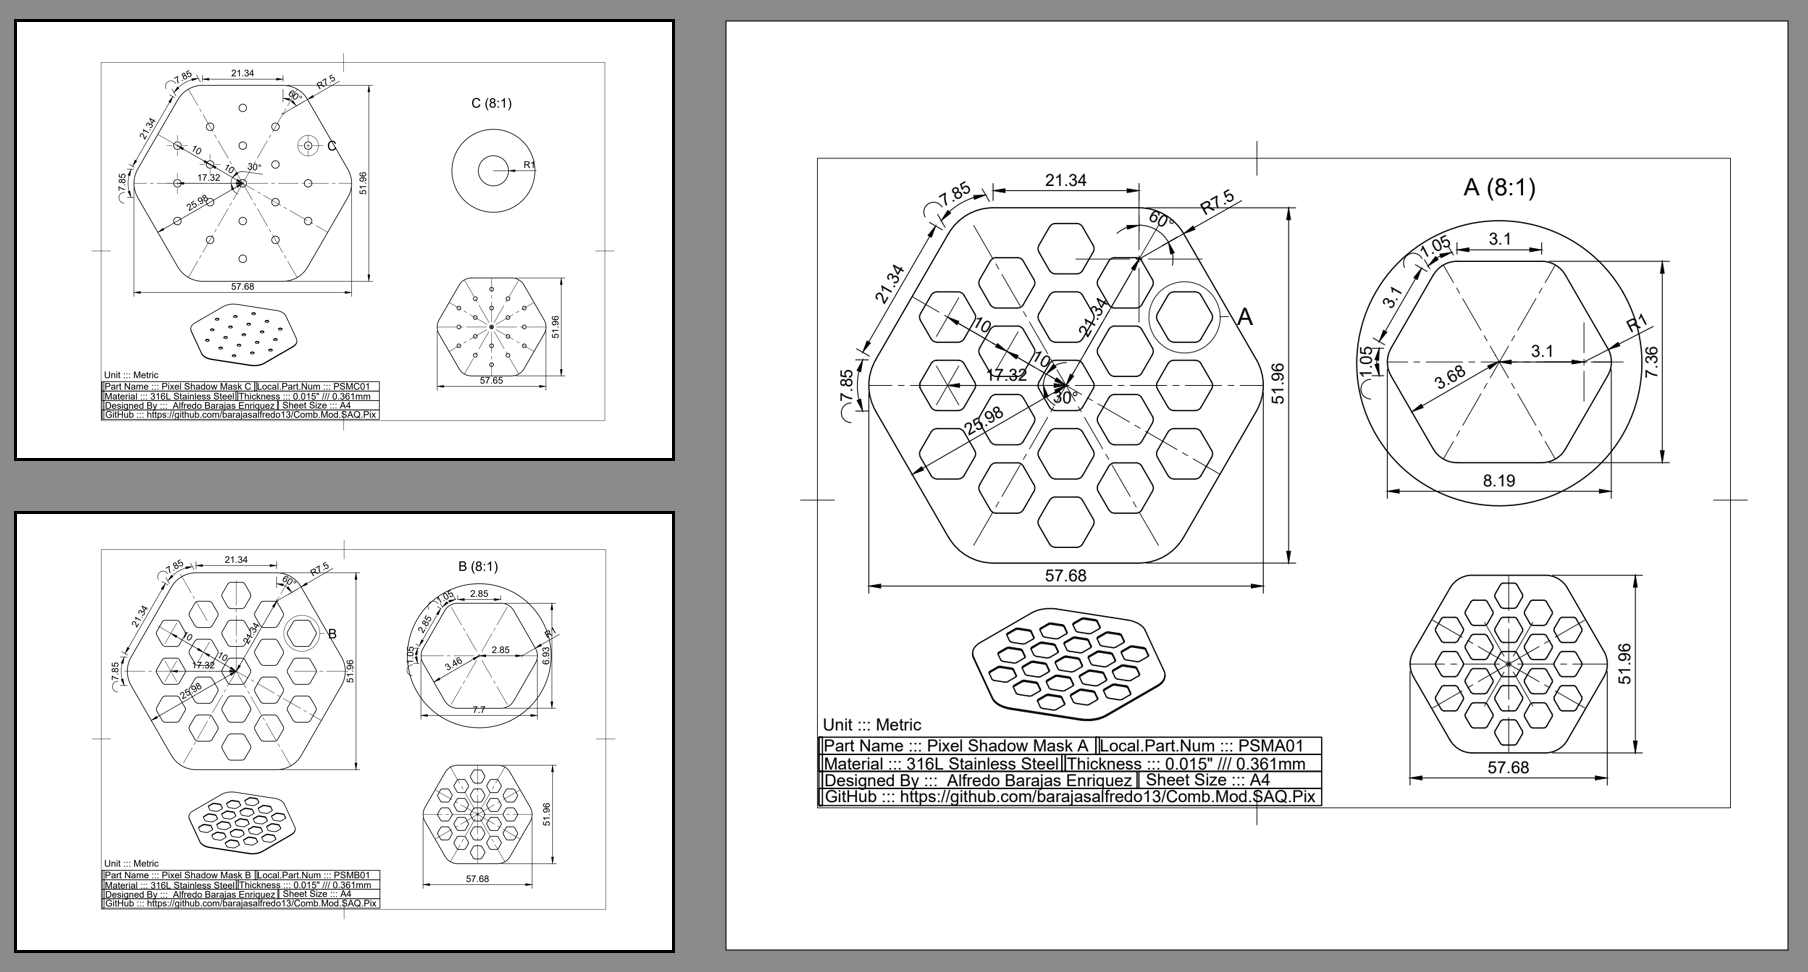 7.85
21.34
R7.5
60°
21.34
10
10
30°
17.32
25.98
7.85
51.96
57.68
C
C (8:1)
R1
51.96
57.65
Unit ::: Metric
Part Name ::: Pixel Shadow Mask C Local.Part.Num ::: PSMC01
Material ::: 316L Stainless Steel Thickness ::: 0.015" /// 0.361mm
Designed By ::: Alfredo Barajas Enriquez Sheet Size ::: A4
GitHub ::: https://github.com/barajasalfredo13/Comb.Mod.SAQ.Pix
7.85
21.34
R7.5
60°
21.34
10
10
21.34
17.32
25.98
7.85
51.96
B
B (8:1)
1.05
2.85
2.85
R1
1.05
2.85
3.46
6.93
7.7
51.96
57.68
Unit ::: Metric
Part Name ::: Pixel Shadow Mask B Local.Part.Num ::: PSMB01
Material ::: 316L Stainless Steel Thickness ::: 0.015" /// 0.361mm
Designed By ::: Alfredo Barajas Enriquez Sheet Size ::: A4
GitHub ::: https://github.com/barajasalfredo13/Comb.Mod.SAQ.Pix
7.85
21.34
R7.5
60°
21.34
10
10
21.34
17.32
30°
25.98
7.85
51.96
57.68
A
A (8:1)
1.05
3.1
3.1
R1
1.05
3.1
3.68
7.36
8.19
51.96
57.68
Unit ::: Metric
Part Name ::: Pixel Shadow Mask A Local.Part.Num ::: PSMA01
Material ::: 316L Stainless Steel Thickness ::: 0.015" /// 0.361mm
Designed By ::: Alfredo Barajas Enriquez Sheet Size ::: A4
GitHub ::: https://github.com/barajasalfredo13/Comb.Mod.SAQ.Pix